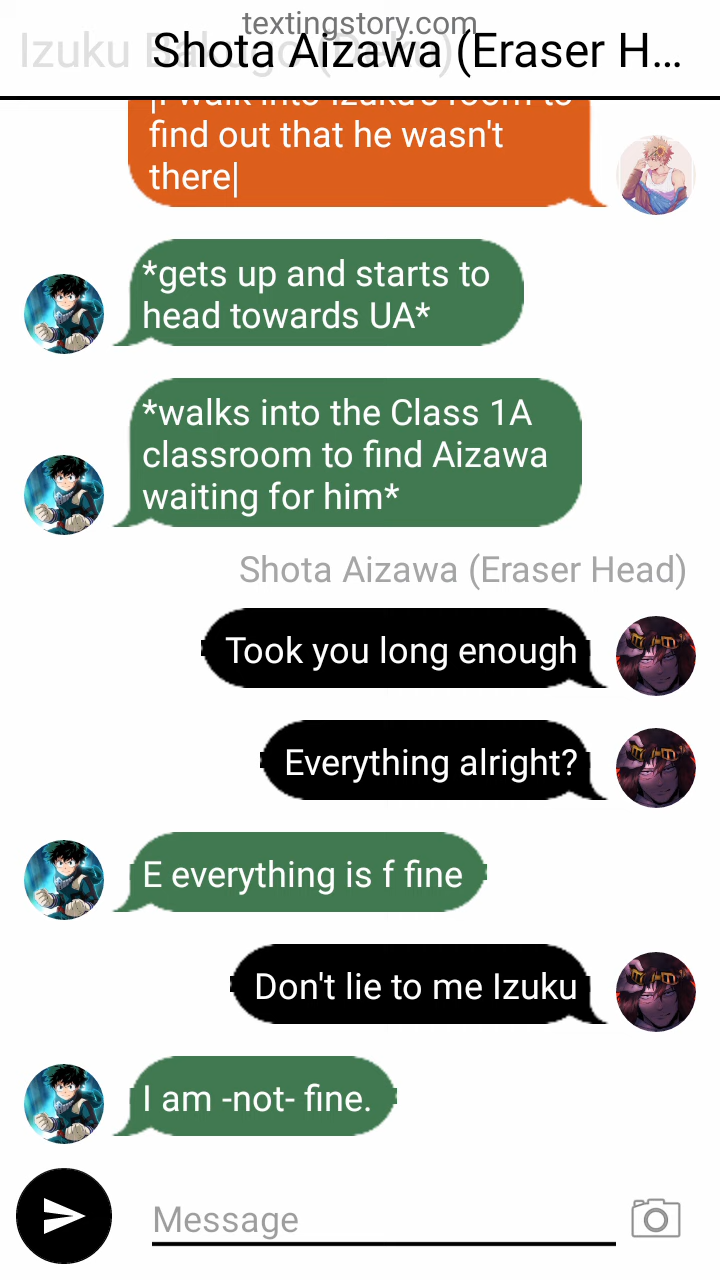 textingstory.com
Izuku Bakugo (Deku)
Shota Aizawa (Eraser H...
|I walk into Izuku's room to
find out that he wasn't
there|
*gets up and starts to
head towards UA*
*walks into the Class 1A
classroom to find Aizawa
waiting for him*
Shota Aizawa (Eraser Head)
Took you long enough
Everything alright?
E everything is f fine
Don't lie to me Izuku
I am -not- fine.
Message